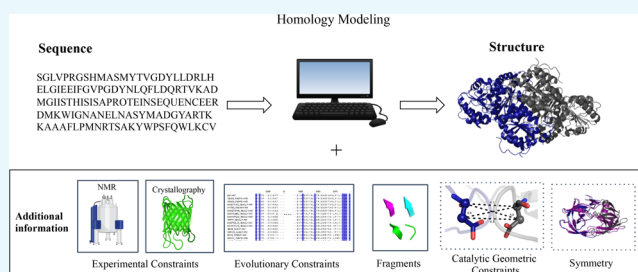 Homology Modeling
Sequence
Structure
SGLVPRGSHMASMYTVGDYLLDRLH
ELGIEEIFGVPGDYNLQFLDQRTVKAD
MGIISTHISISAPROTEINSEQUENCEER
DMKWIGNANELNASYMADGYARTK
KAAAFLPMNRTSAKYWPSFQWLKCV
+
Additional
information
NMR
Crystallography
Experimental Constraints
Evolutionary Constraints
Fragments
Catalytic Geometric
Constraints
Symmetry